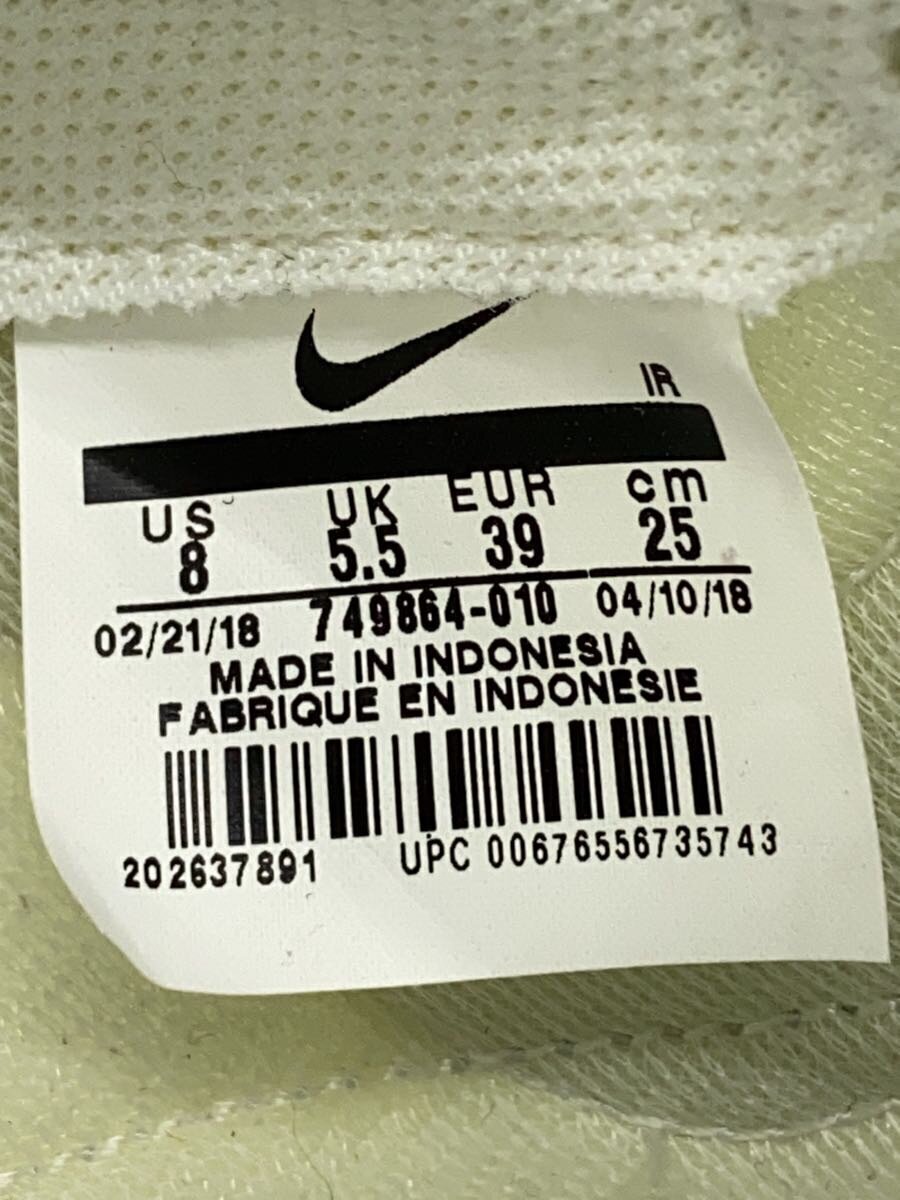 IR
US UK EUR cm
8 5.5 39 25
02/21/18 749864-010 04/10/18
MADE IN INDONESIA
FABRIQUE EN INDONESIE
202637891 UPC 00676556735743